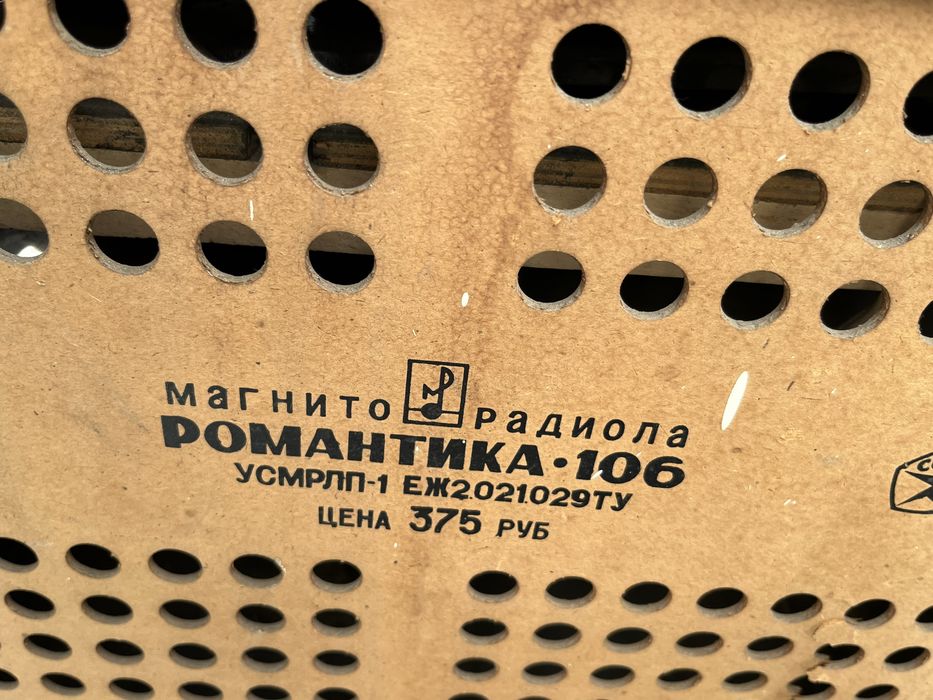 магнито радиола
РОМАНТИКА·106
УСМРЛП-1 ЕЖ2.021.029ТУ
ЦЕНА 375 РУБ